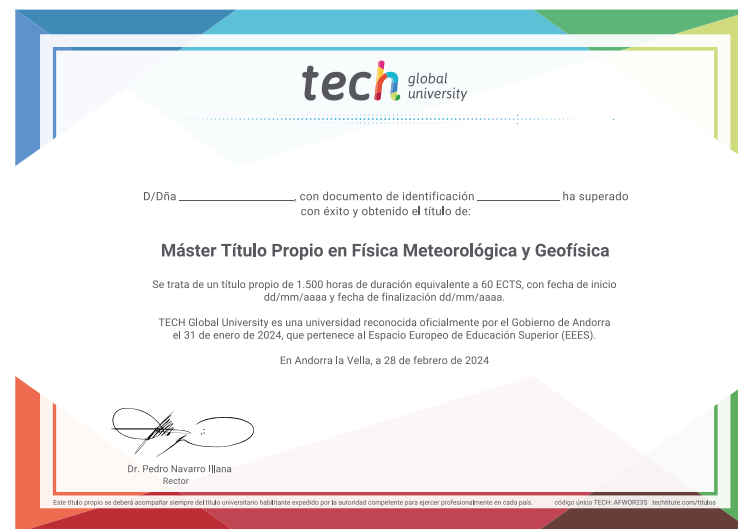 tech global
university
D/Dña ____________________, con documento de identificación ______________ ha superado
con éxito y obtenido el título de:
Máster Título Propio en Física Meteorológica y Geofísica
Se trata de un título propio de 1.500 horas de duración equivalente a 60 ECTS, con fecha de inicio
dd/mm/aaaa y fecha de finalización dd/mm/aaaa.
TECH Global University es una universidad reconocida oficialmente por el Gobierno de Andorra
el 31 de enero de 2024, que pertenece al Espacio Europeo de Educación Superior (EEES).
En Andorra la Vella, a 28 de febrero de 2024
Dr. Pedro Navarro Illana
Rector
Este título propio se deberá acompañar siempre del título universitario habilitante expedido por la autoridad competente para ejercer profesionalmente en cada país. código único TECH: AFWOR23S techtitute.com/titulos